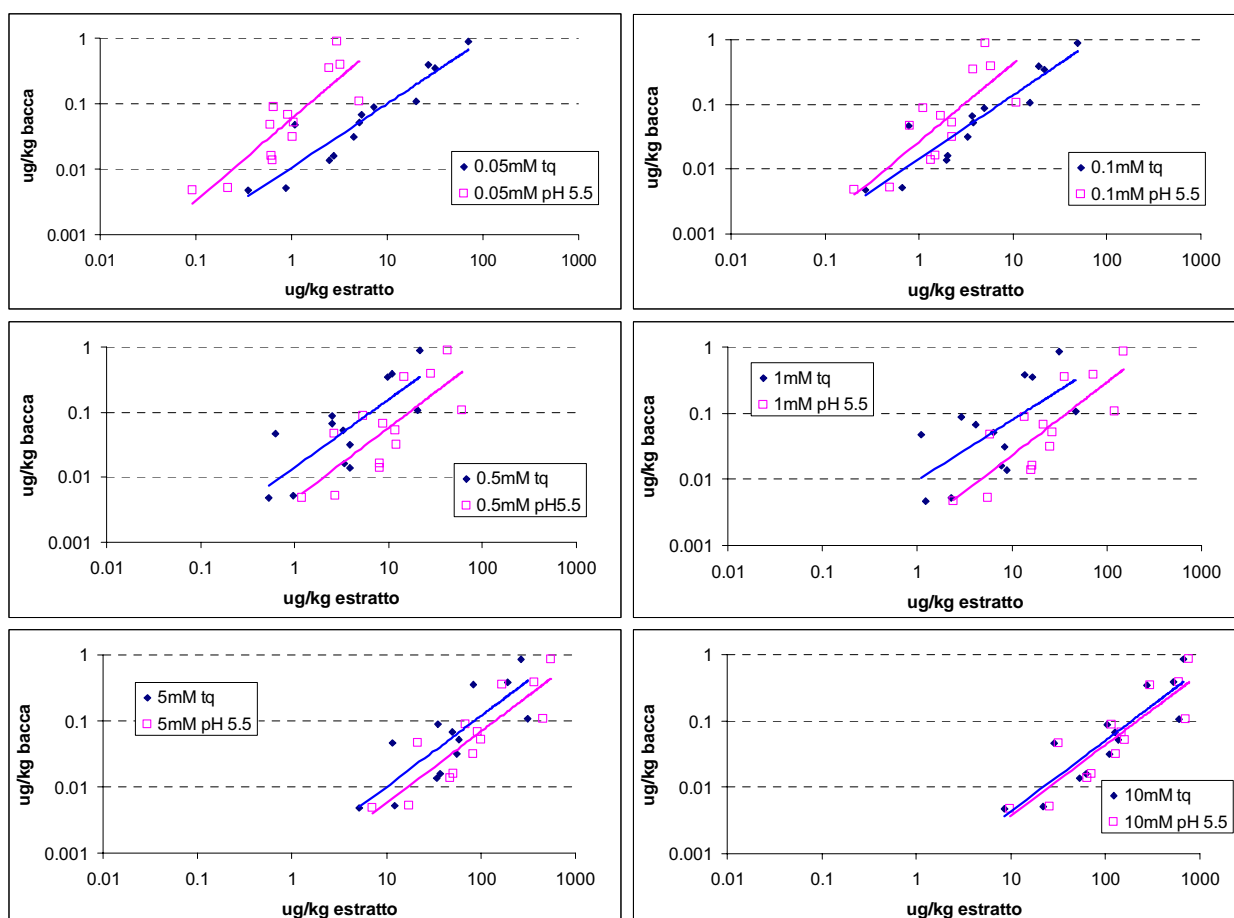 1
0.1
0.01
0.001
ug/kg bacca
0.01 0.1 1 10 100 1000
ug/kg estratto
0.05mM tq
0.05mM pH 5.5
1
0.1
0.01
0.001
ug/kg bacca
0.01 0.1 1 10 100 1000
ug/kg estratto
0.1mM tq
0.1mM pH 5.5
1
0.1
0.01
0.001
ug/kg bacca
0.01 0.1 1 10 100 1000
ug/kg estratto
0.5mM tq
0.5mM pH5.5
1
0.1
0.01
0.001
ug/kg bacca
0.01 0.1 1 10 100 1000
ug/kg estratto
1mM tq
1mM pH 5.5
1
0.1
0.01
0.001
ug/kg bacca
0.01 0.1 1 10 100 1000
ug/kg estratto
5mM tq
5mM pH 5.5
1
0.1
0.01
0.001
ug/kg bacca
0.01 0.1 1 10 100 1000
ug/kg estratto
10mM tq
10mM pH 5.5